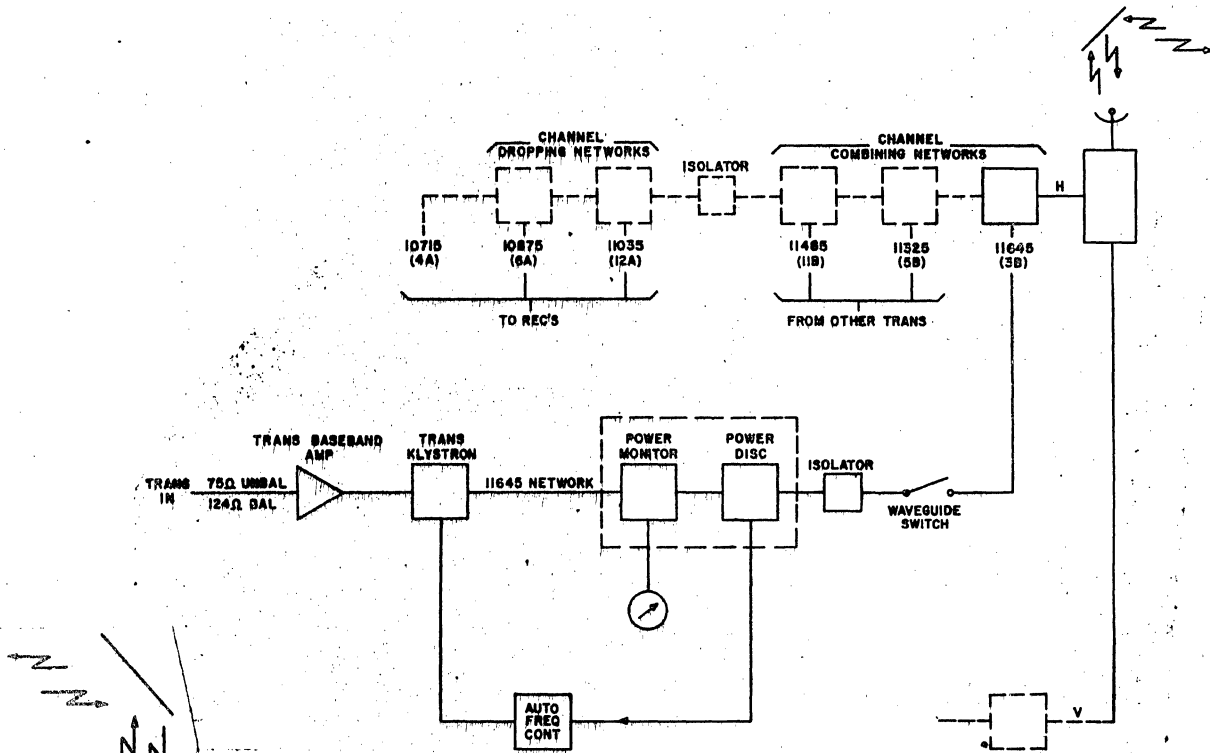 CHANNEL
DROPPING NETWORKS
ISOLATOR
CHANNEL
COMBINING NETWORKS
H
10715
(4A)
10875
(6A)
11035
(12A)
11485
(11B)
11325
(5B)
11645
(3B)
TO REC'S
FROM OTHER TRANS
TRANS BASEBAND
AMP
TRANS
KLYSTRON
POWER
MONITOR
POWER
DISC
ISOLATOR
TRANS
IN
75Ω UNBAL
124Ω BAL
11645 NETWORK
WAVEGUIDE
SWITCH
AUTO
FREQ
CONT
V